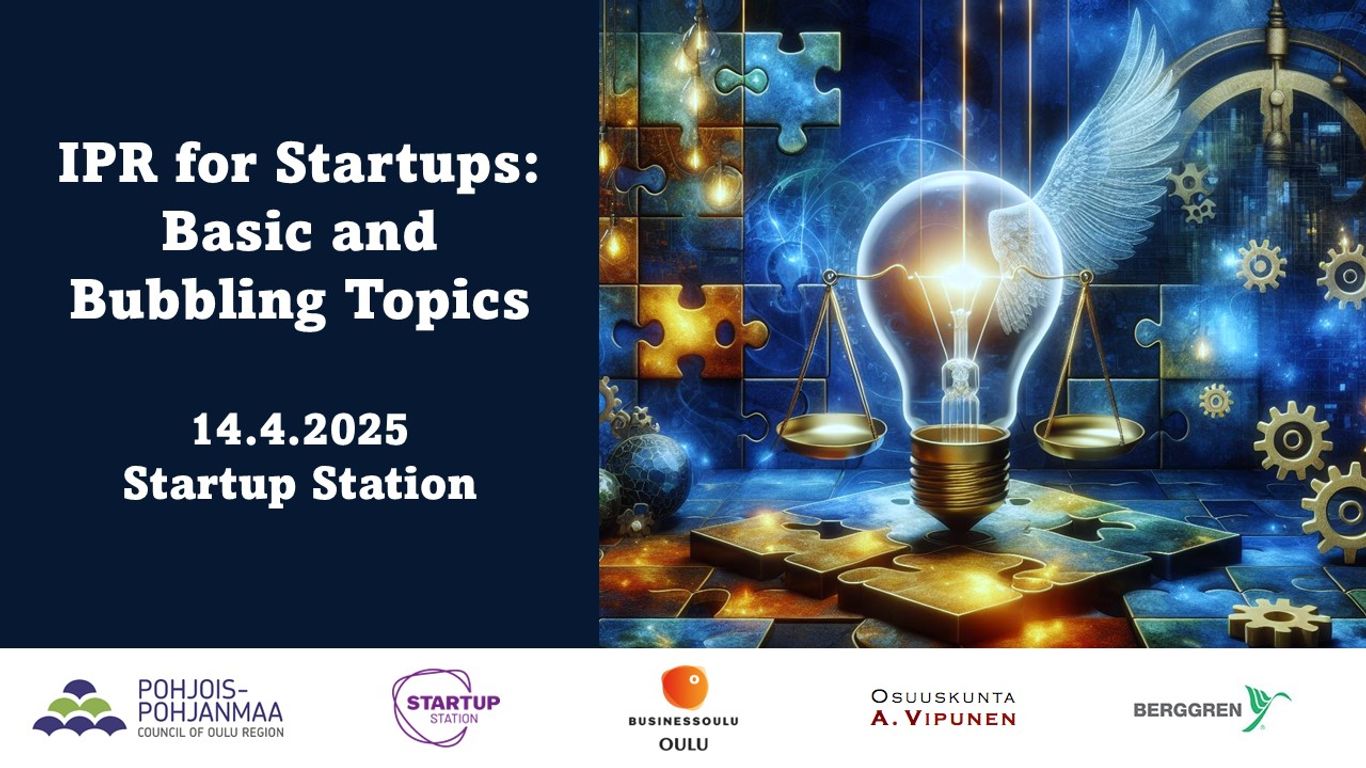 IPR for Startups:
Basic and
Bubbling Topics
14.4.2025
Startup Station
POHJOIS-
POHJANMAA
COUNCIL OF OULU REGION
STARTUP
STATION
BUSINESSOULU
OULU
OSUUSKUNTA
A. VIPUNEN
BERGGREN
®